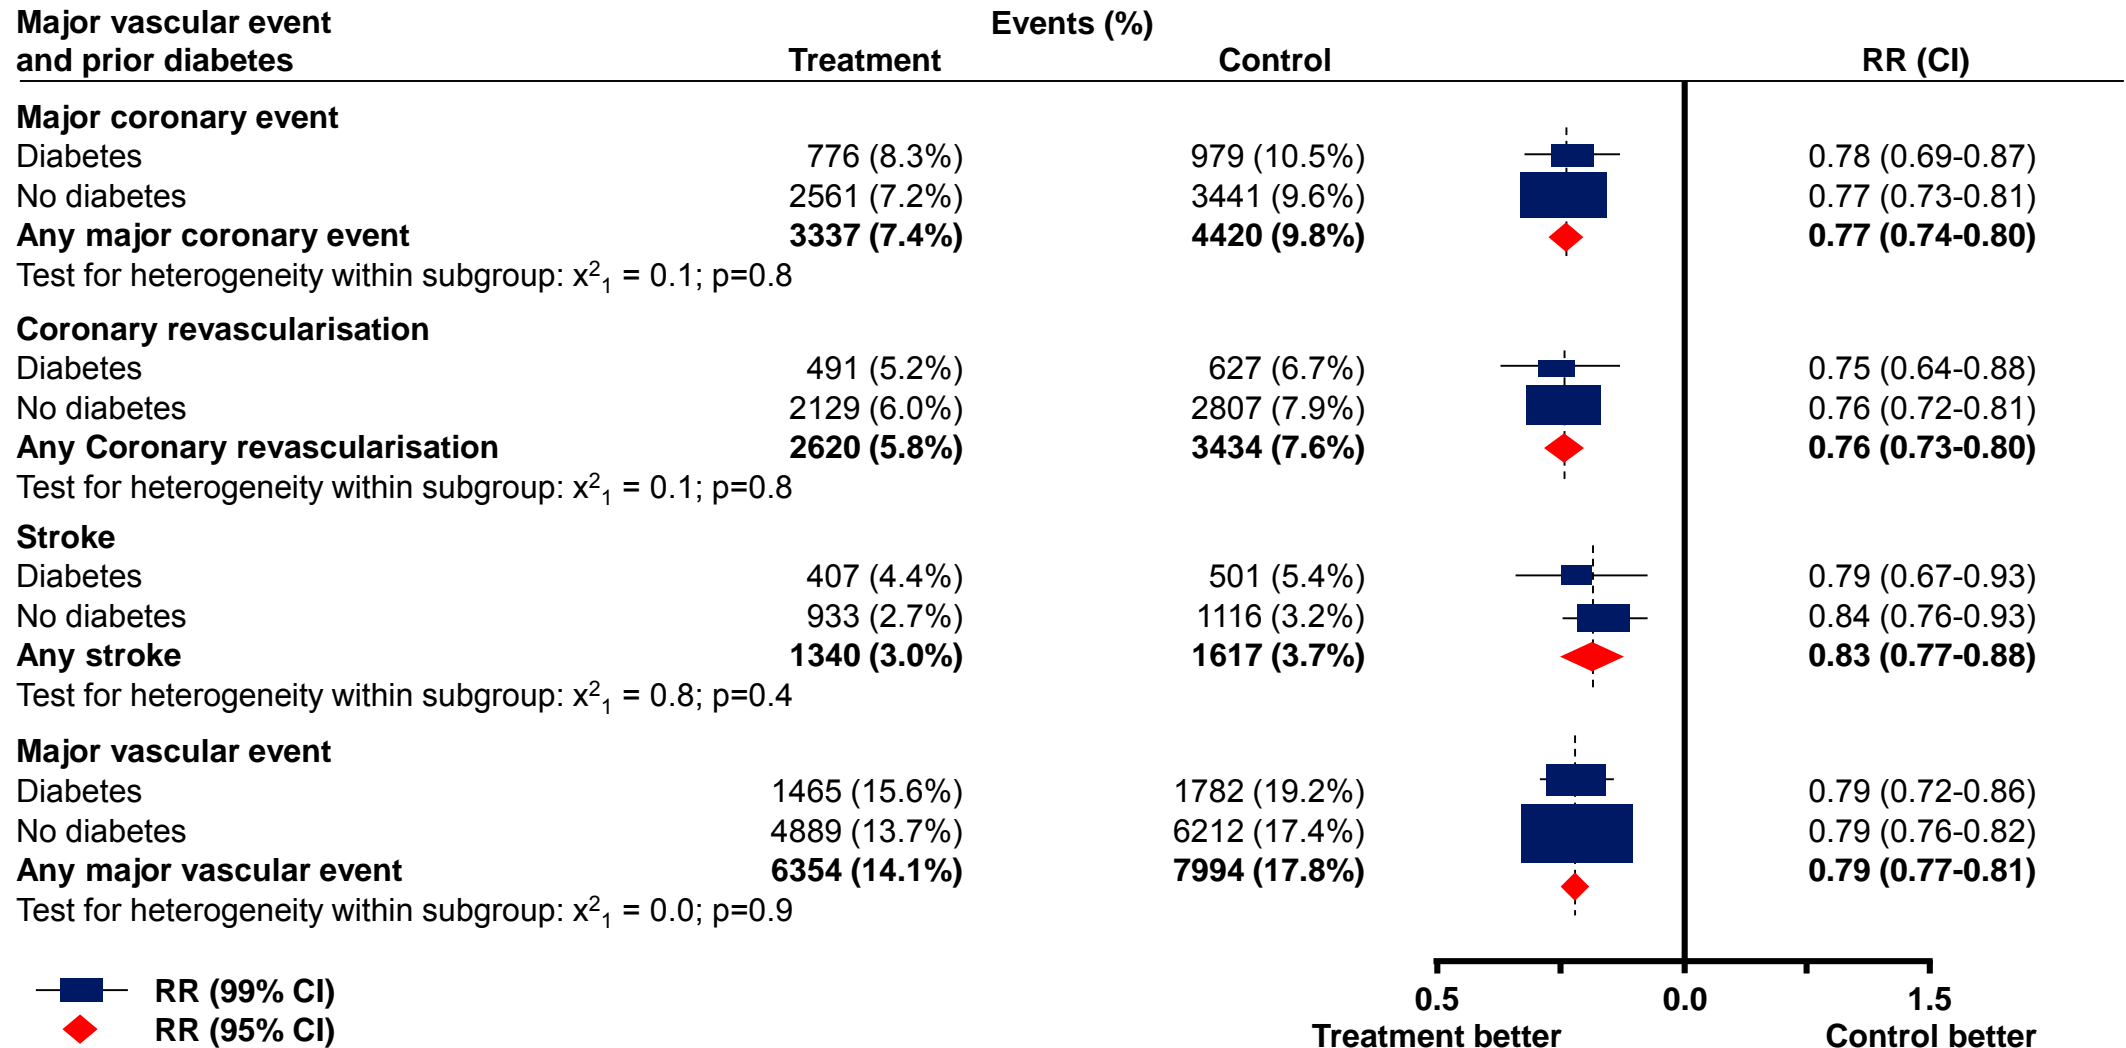 Major vascular event Events (%)
and prior diabetes Treatment Control RR (CI)
Major coronary event
Diabetes 776 (8.3%) 979 (10.5%) 0.78 (0.69-0.87)
No diabetes 2561 (7.2%) 3441 (9.6%) 0.77 (0.73-0.81)
Any major coronary event 3337 (7.4%) 4420 (9.8%) 0.77 (0.74-0.80)
Test for heterogeneity within subgroup: x²₁ = 0.1; p=0.8
Coronary revascularisation
Diabetes 491 (5.2%) 627 (6.7%) 0.75 (0.64-0.88)
No diabetes 2129 (6.0%) 2807 (7.9%) 0.76 (0.72-0.81)
Any Coronary revascularisation 2620 (5.8%) 3434 (7.6%) 0.76 (0.73-0.80)
Test for heterogeneity within subgroup: x²₁ = 0.1; p=0.8
Stroke
Diabetes 407 (4.4%) 501 (5.4%) 0.79 (0.67-0.93)
No diabetes 933 (2.7%) 1116 (3.2%) 0.84 (0.76-0.93)
Any stroke 1340 (3.0%) 1617 (3.7%) 0.83 (0.77-0.88)
Test for heterogeneity within subgroup: x²₁ = 0.8; p=0.4
Major vascular event
Diabetes 1465 (15.6%) 1782 (19.2%) 0.79 (0.72-0.86)
No diabetes 4889 (13.7%) 6212 (17.4%) 0.79 (0.76-0.82)
Any major vascular event 6354 (14.1%) 7994 (17.8%) 0.79 (0.77-0.81)
Test for heterogeneity within subgroup: x²₁ = 0.0; p=0.9
RR (99% CI) 0.5 0.0 1.5
RR (95% CI) Treatment better Control better